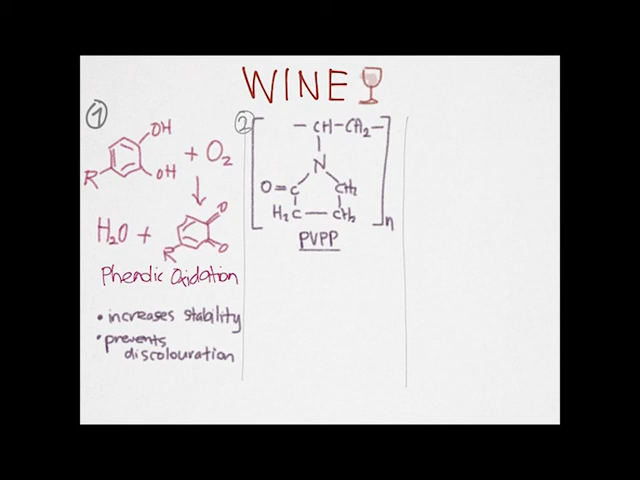 WINE
1
OH
OH
R
+ O₂
H₂O +
O
O
R
Phenolic Oxidation
• increases stability
• prevents
discolouration
2
— CH — CH₂ —
N
O = C
CH₂
H₂C — CH₂
n
PVPP